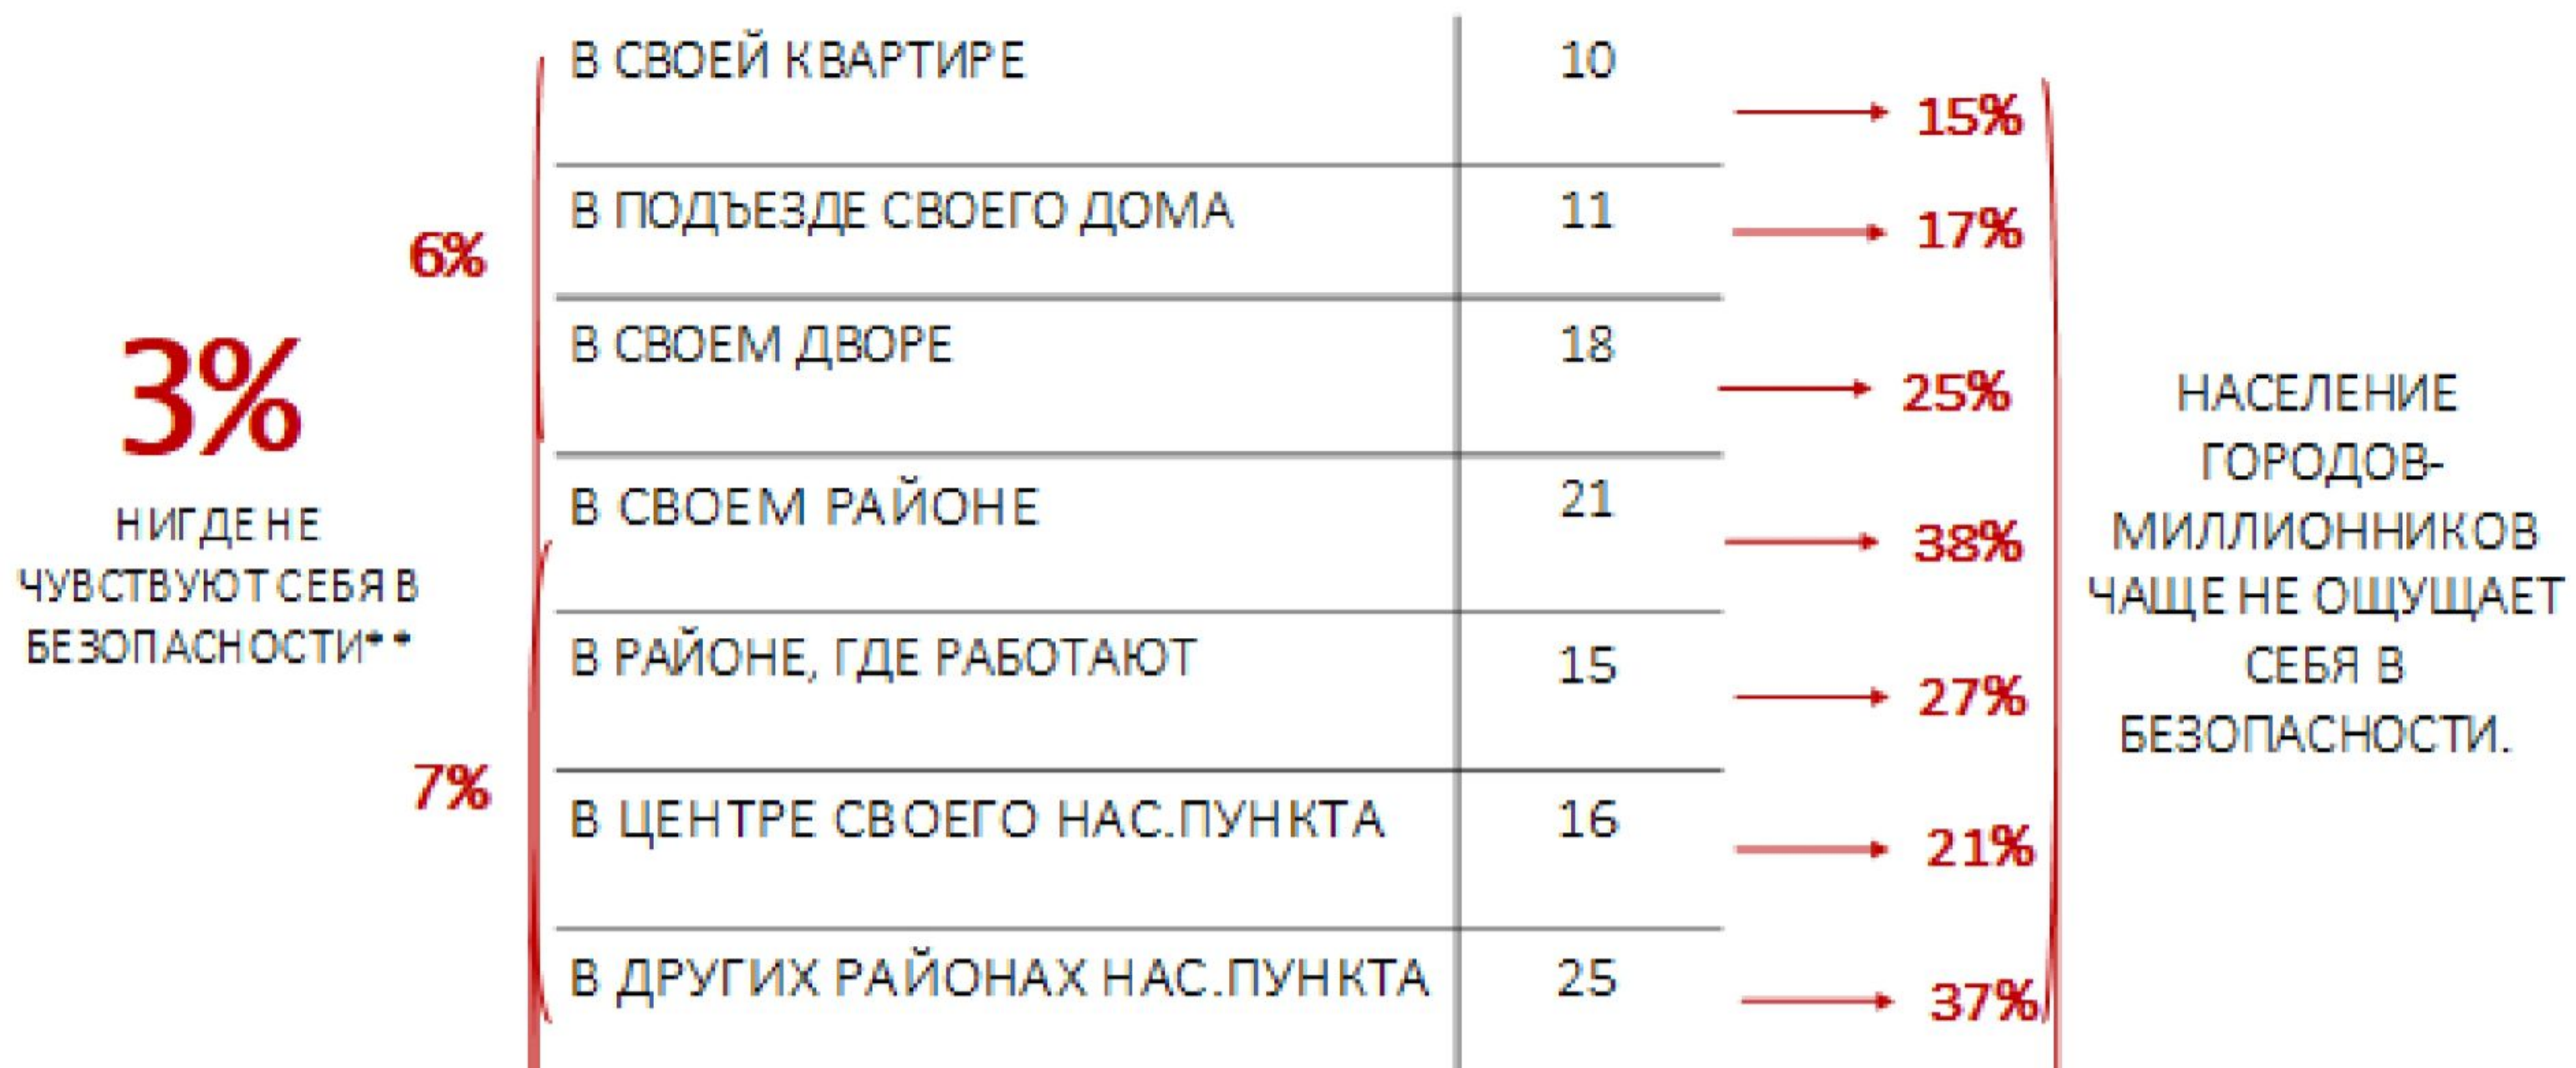 3%
НИГДЕ НЕ
ЧУВСТВУЮТ СЕБЯ В
БЕЗОПАСНОСТИ**
6%
7%
В СВОЕЙ КВАРТИРЕ 10 15%
В ПОДЪЕЗДЕ СВОЕГО ДОМА 11 17%
В СВОЕМ ДВОРЕ 18 25%
В СВОЕМ РАЙОНЕ 21 38%
В РАЙОНЕ, ГДЕ РАБОТАЮТ 15 27%
В ЦЕНТРЕ СВОЕГО НАС.ПУНКТА 16 21%
В ДРУГИХ РАЙОНАХ НАС.ПУНКТА 25 37%
НАСЕЛЕНИЕ
ГОРОДОВ-
МИЛЛИОННИКОВ
ЧАЩЕ НЕ ОЩУЩАЕТ
СЕБЯ В
БЕЗОПАСНОСТИ.